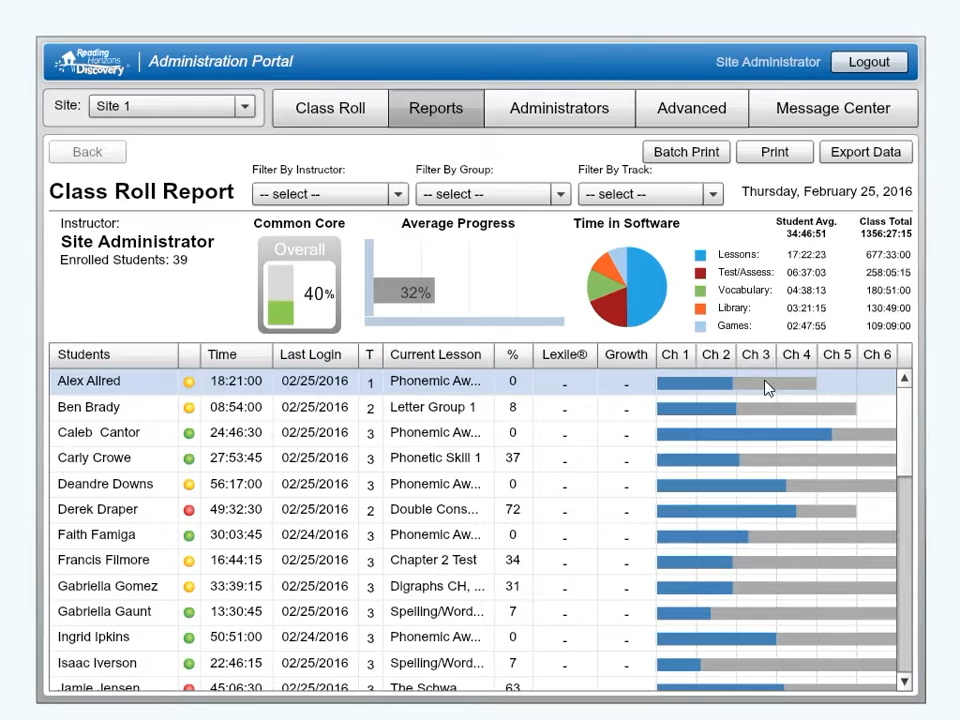 Reading Horizons Discovery
Administration Portal
Site Administrator
Logout
Site:
Site 1
Class Roll
Reports
Administrators
Advanced
Message Center
Back
Batch Print
Print
Export Data
Filter By Instructor:
Filter By Group:
Filter By Track:
Class Roll Report
-- select --
-- select --
-- select --
Thursday, February 25, 2016
Instructor:
Site Administrator
Enrolled Students: 39
Common Core
Overall
40%
Average Progress
32%
Time in Software
Student Avg. Class Total
34:46:51 1356:27:15
Lessons: 17:22:23 677:33:00
Test/Assess: 06:37:03 258:05:15
Vocabulary: 04:38:13 180:51:00
Library: 03:21:15 130:49:00
Games: 02:47:55 109:09:00
Students Time Last Login T Current Lesson % Lexile® Growth Ch 1 Ch 2 Ch 3 Ch 4 Ch 5 Ch 6
Alex Allred 18:21:00 02/25/2016 1 Phonemic Aw... 0 - -
Ben Brady 08:54:00 02/25/2016 2 Letter Group 1 8 - -
Caleb Cantor 24:46:30 02/25/2016 3 Phonemic Aw... 0 - -
Carly Crowe 27:53:45 02/25/2016 3 Phonetic Skill 1 37 - -
Deandre Downs 56:17:00 02/25/2016 3 Phonemic Aw... 0 - -
Derek Draper 49:32:30 02/25/2016 2 Double Cons... 72 - -
Faith Famiga 30:03:45 02/24/2016 3 Phonemic Aw... 0 - -
Francis Filmore 16:44:15 02/25/2016 3 Chapter 2 Test 34 - -
Gabriella Gomez 33:39:15 02/25/2016 3 Digraphs CH, ... 31 - -
Gabriella Gaunt 13:30:45 02/25/2016 3 Spelling/Word... 7 - -
Ingrid Ipkins 50:51:00 02/24/2016 3 Phonemic Aw... 0 - -
Isaac Iverson 22:46:15 02/25/2016 3 Spelling/Word... 7 - -
Jamie Jensen 45:06:30 02/25/2016 3 The Schwa 63 - -